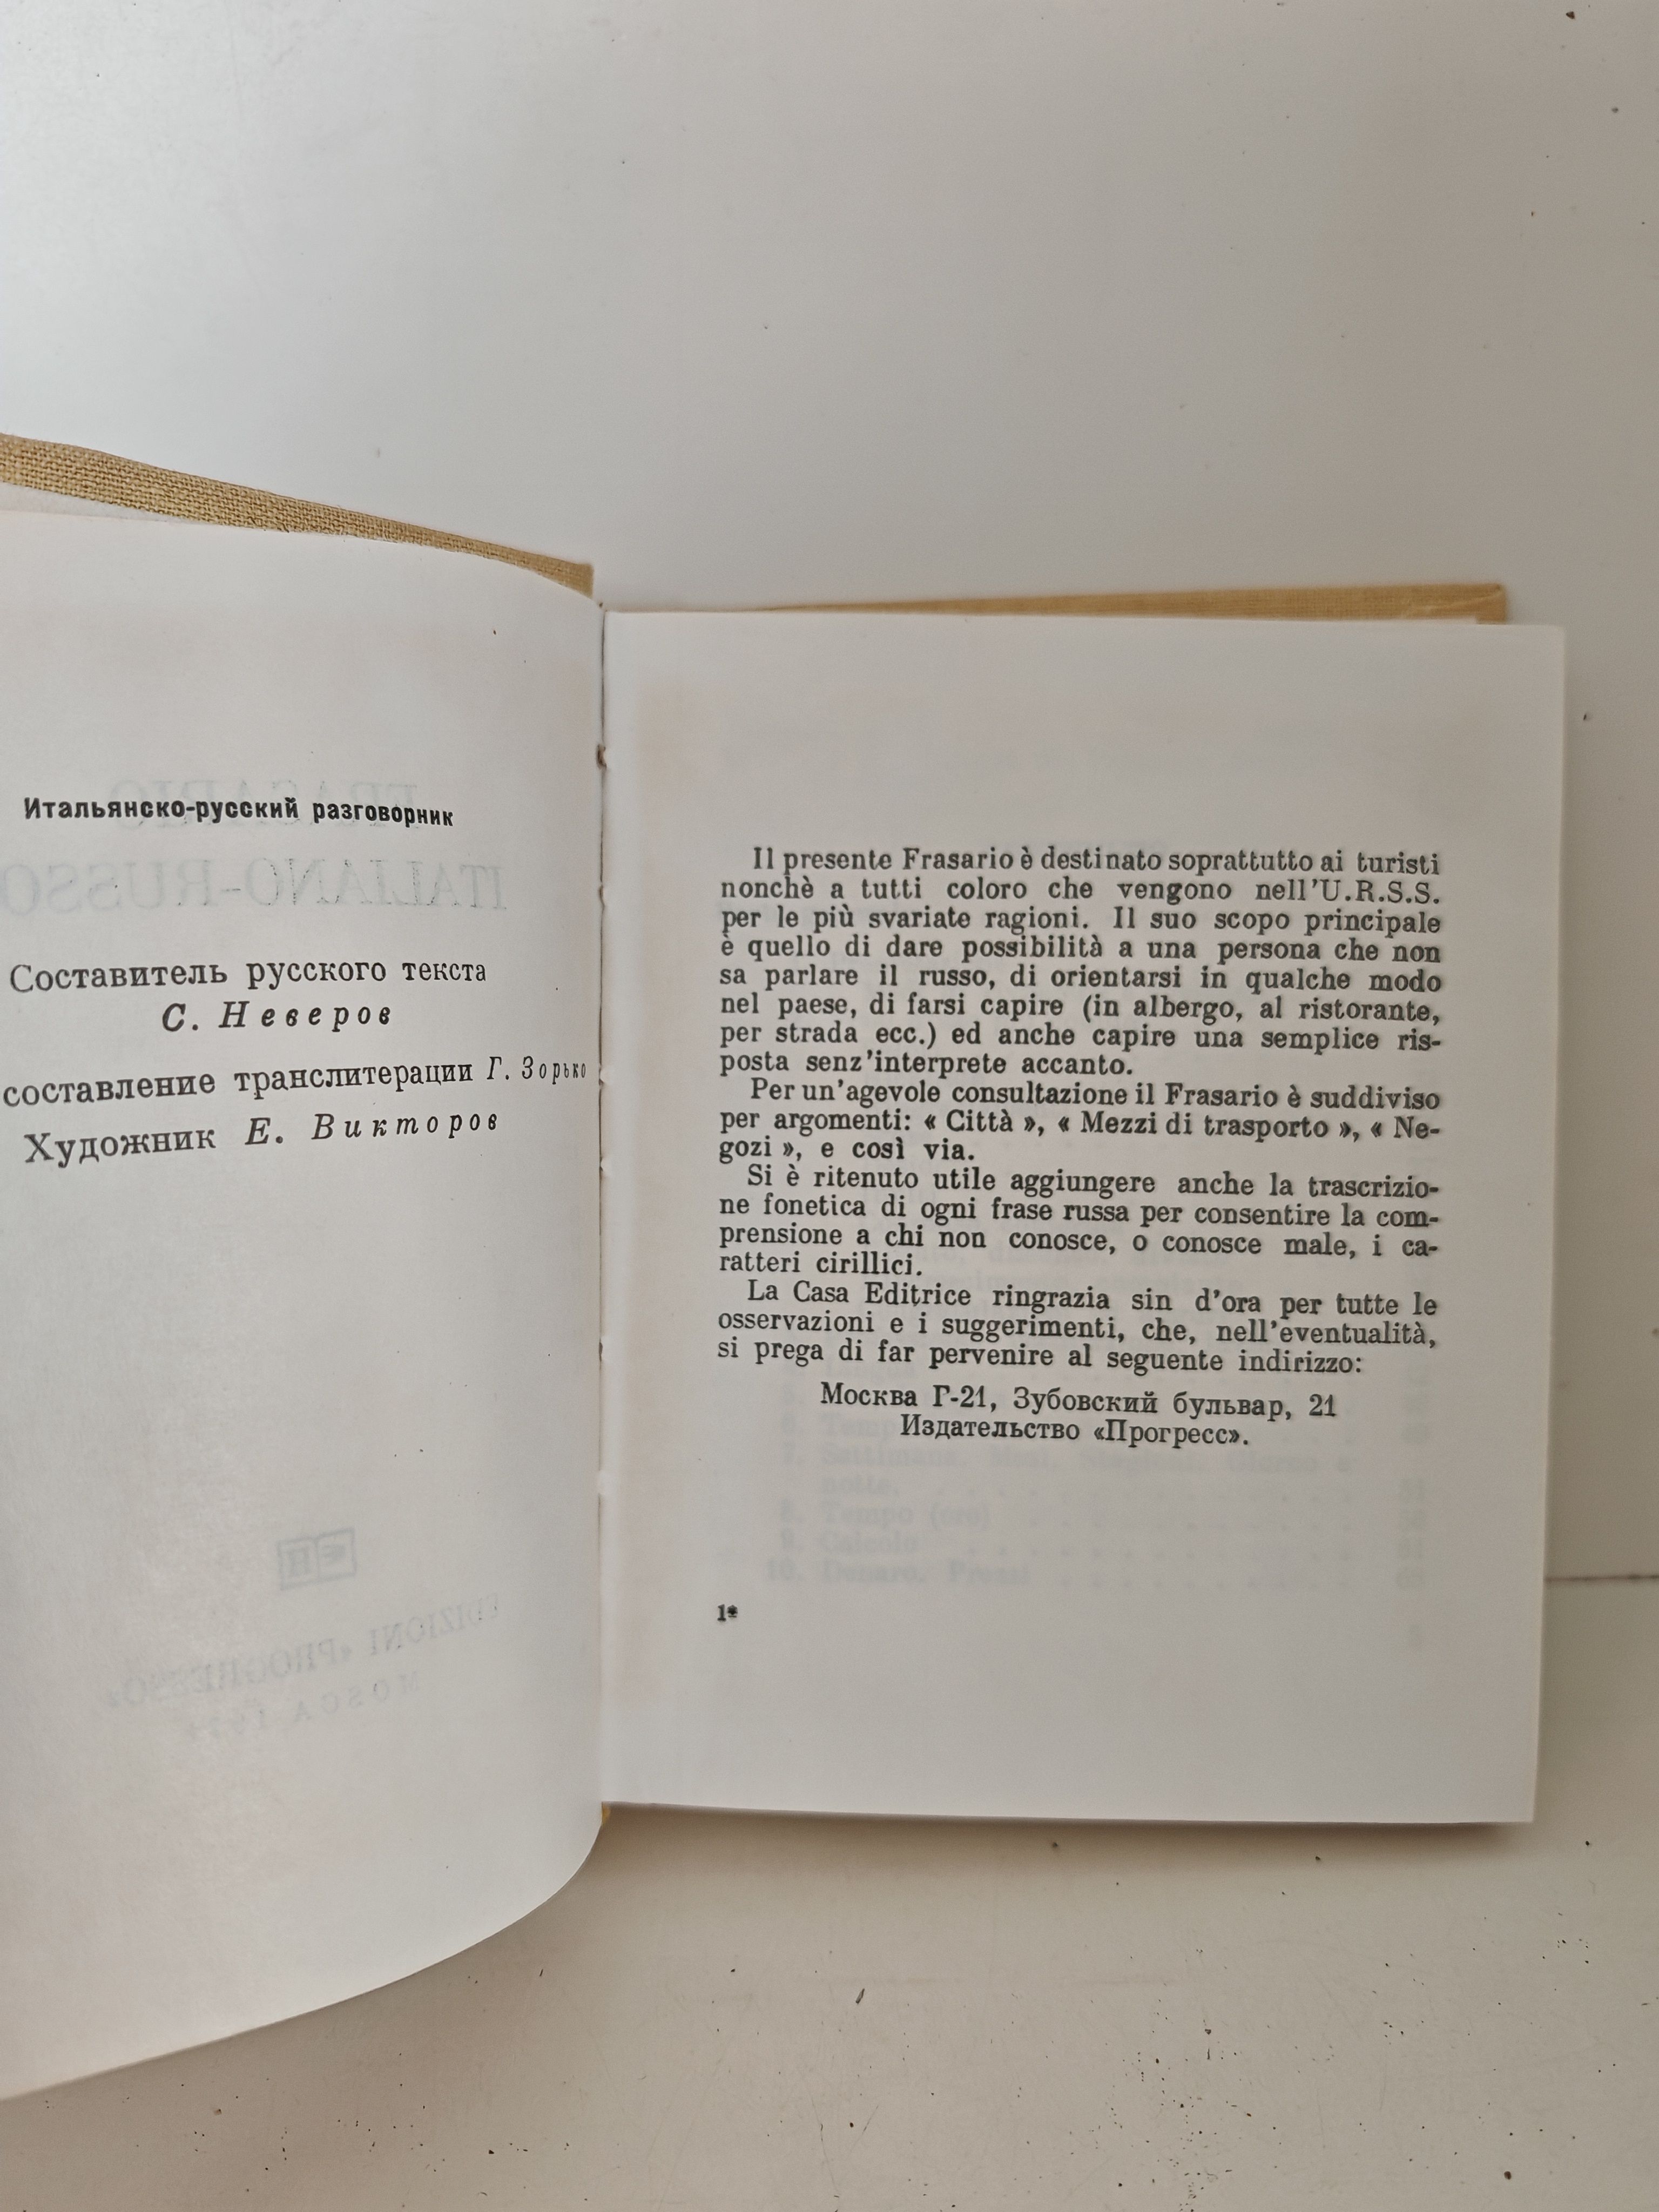 Итальянско-русский разговорник
Составитель русского текста
С. Неверов
составление транслитерации Г. Зорько
Художник Е. Викторов
Il presente Frasario è destinato soprattutto ai turisti
nonchè a tutti coloro che vengono nell'U.R.S.S.
per le più svariate ragioni. Il suo scopo principale
è quello di dare possibilità a una persona che non
sa parlare il russo, di orientarsi in qualche modo
nel paese, di farsi capire (in albergo, al ristorante,
per strada ecc.) ed anche capire una semplice ris-
posta senz'interprete accanto.
Per un'agevole consultazione il Frasario è suddiviso
per argomenti: « Città », « Mezzi di trasporto », « Ne-
gozi », e così via.
Si è ritenuto utile aggiungere anche la trascrizio-
ne fonetica di ogni frase russa per consentire la com-
prensione a chi non conosce, o conosce male, i ca-
ratteri cirillici.
La Casa Editrice ringrazia sin d'ora per tutte le
osservazioni e i suggerimenti, che, nell'eventualità,
si prega di far pervenire al seguente indirizzo:
Москва Г-21, Зубовский бульвар, 21
Издательство «Прогресс».
1*